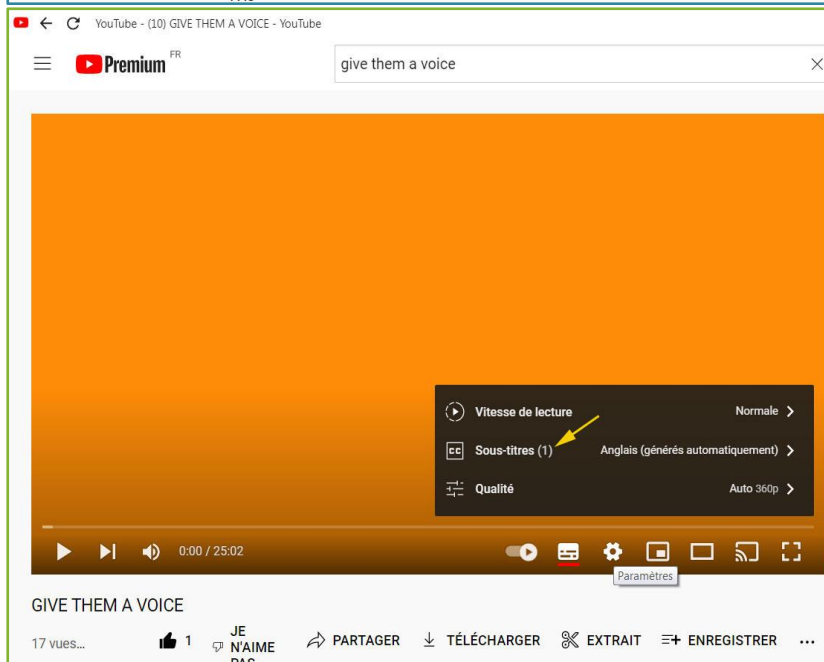 YouTube - (10) GIVE THEM A VOICE - YouTube
Premium FR
give them a voice
Vitesse de lecture Normale
CC Sous-titres (1) Anglais (générés automatiquement)
Qualité Auto 360p
0:00 / 25:02
Paramètres
GIVE THEM A VOICE
17 vues... 1 JE N'AIME PAS PARTAGER TÉLÉCHARGER EXTRAIT ENREGISTRER ...